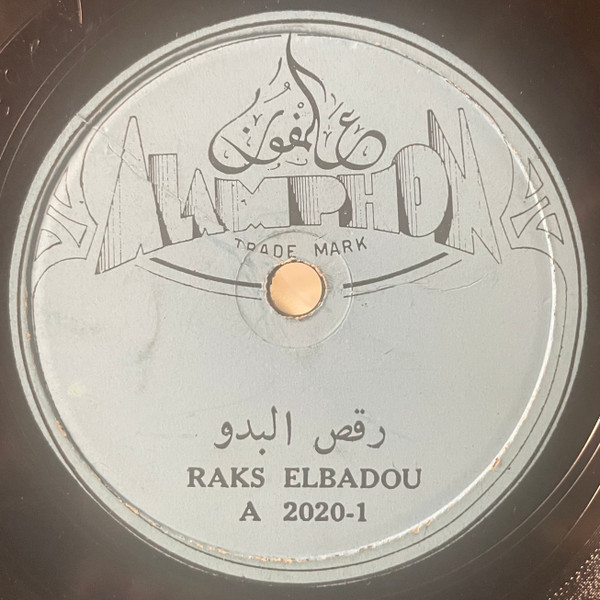 عالمفون
ALAMPHON
TRADE MARK
رقص البدو
RAKS ELBADOU
A 2020-1